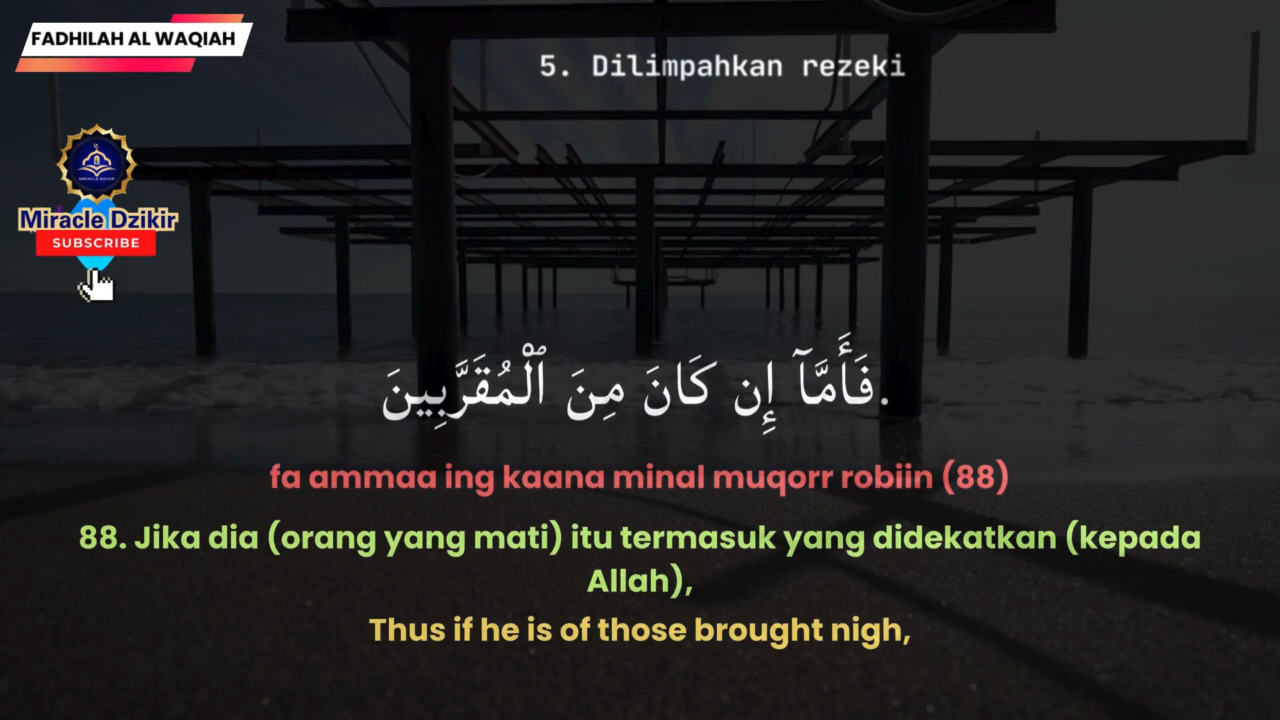 FADHILAH AL WAQIAH
5. Dilimpahkan rezeki
MIRACLE DZIKIR
Miracle Dzikir
SUBSCRIBE
فَأَمَّآ إِن كَانَ مِنَ ٱلْمُقَرَّبِينَ.
fa ammaa ing kaana minal muqorr robiin (88)
88. Jika dia (orang yang mati) itu termasuk yang didekatkan (kepada
Allah),
Thus if he is of those brought nigh,